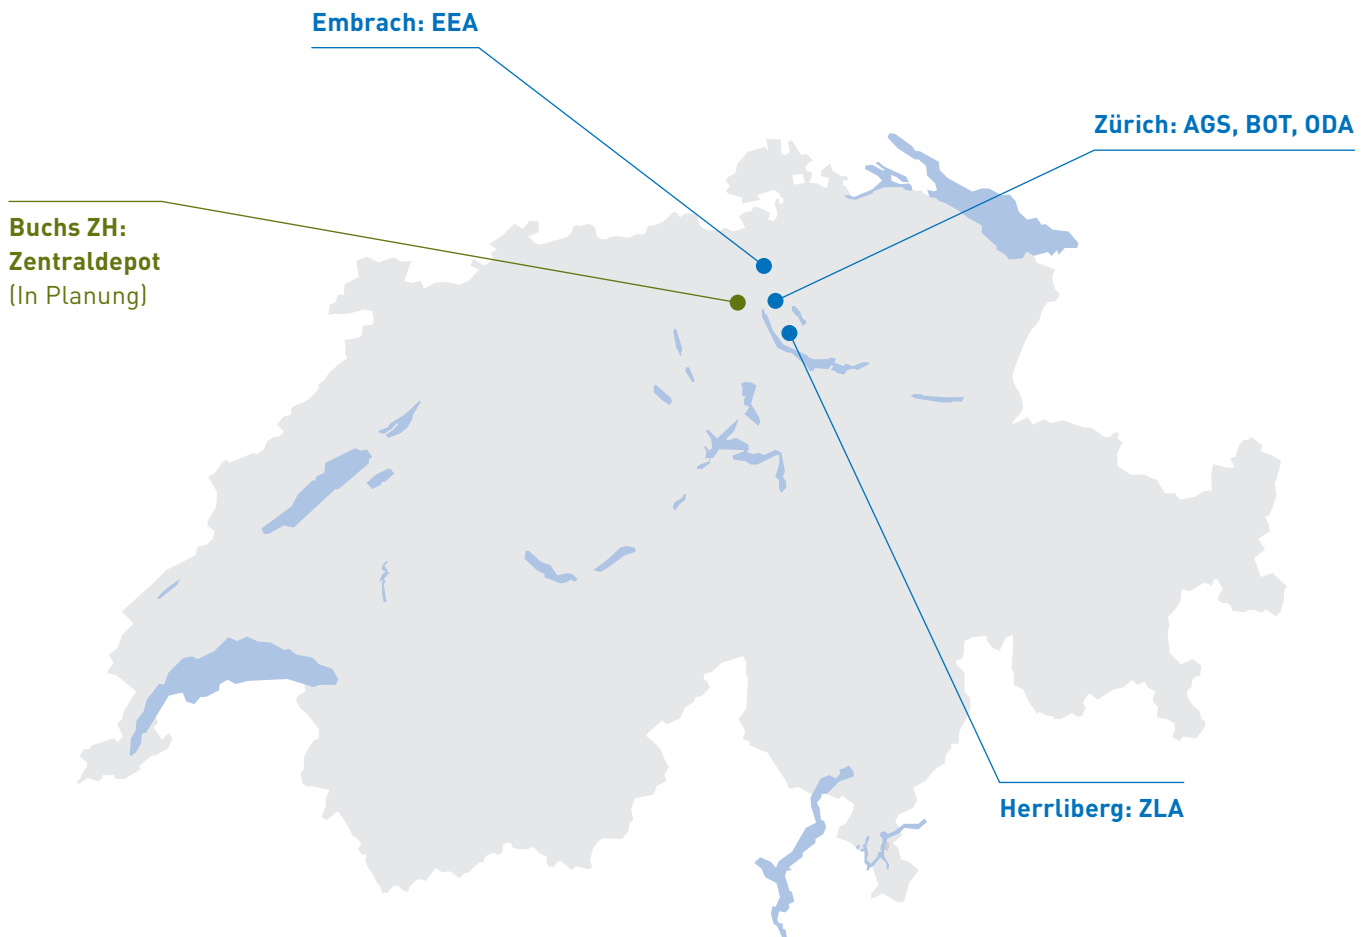 Embrach: EEA
Zürich: AGS, BOT, ODA
Buchs ZH:
Zentraldepot
(In Planung)
Herrliberg: ZLA